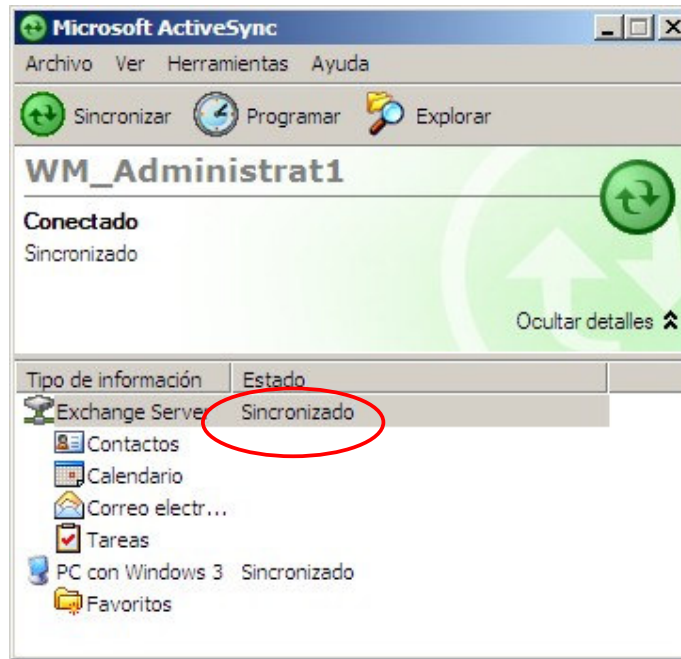 Microsoft ActiveSync
Archivo Ver Herramientas Ayuda
Sincronizar Programar Explorar
WM_Administrat1
Conectado
Sincronizado
Ocultar detalles
Tipo de información Estado
Exchange Server Sincronizado
Contactos
Calendario
Correo electr...
Tareas
PC con Windows 3 Sincronizado
Favoritos